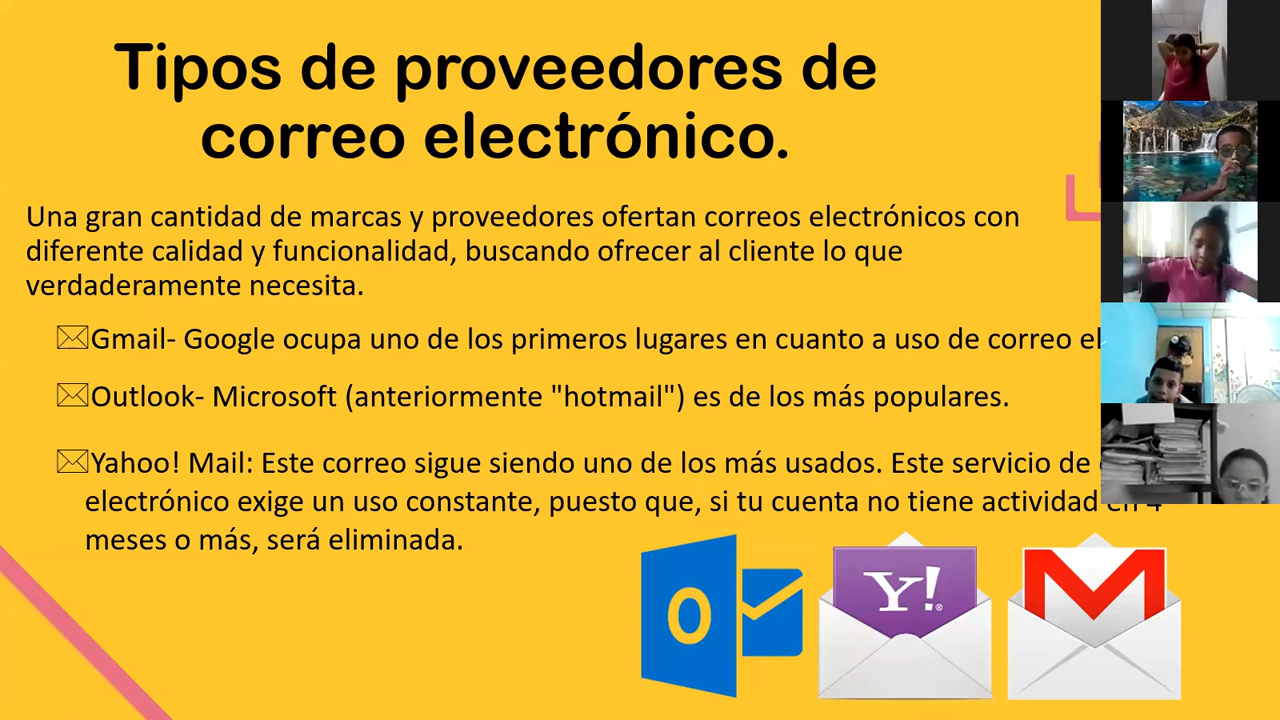 Tipos de proveedores de
correo electrónico.
Una gran cantidad de marcas y proveedores ofertan correos electrónicos con
diferente calidad y funcionalidad, buscando ofrecer al cliente lo que
verdaderamente necesita.
Gmail- Google ocupa uno de los primeros lugares en cuanto a uso de correo el
Outlook- Microsoft (anteriormente "hotmail") es de los más populares.
Yahoo! Mail: Este correo sigue siendo uno de los más usados. Este servicio de
electrónico exige un uso constante, puesto que, si tu cuenta no tiene actividad en 4
meses o más, será eliminada.
O
Y!
M